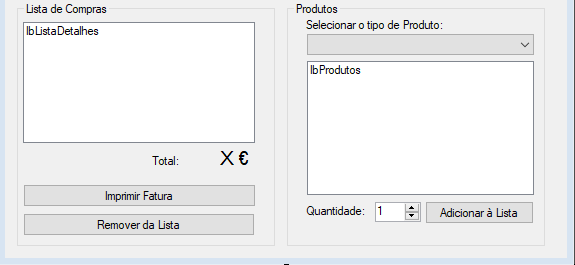 Lista de Compras
lbListaDetalhes
Total: X €
Imprimir Fatura
Remover da Lista
Produtos
Selecionar o tipo de Produto:
lbProdutos
Quantidade: 1 Adicionar à Lista